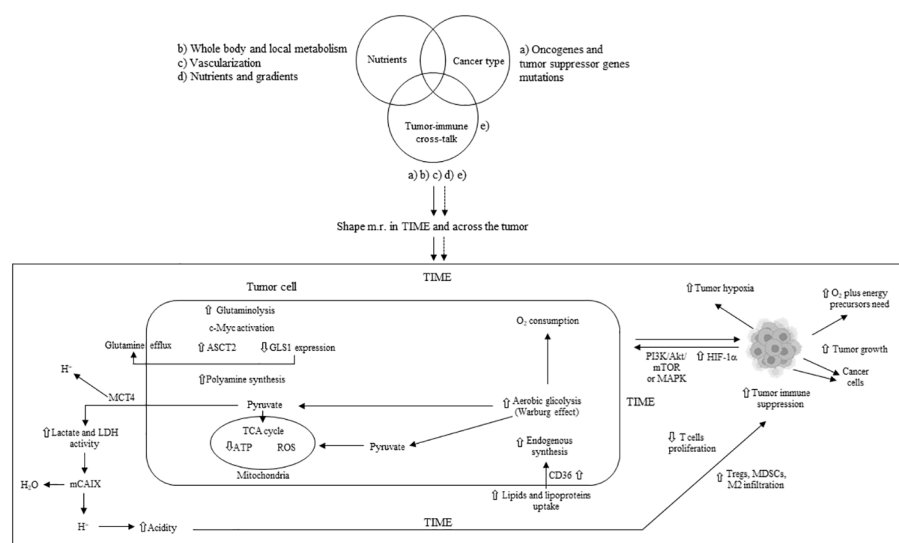 b) Whole body and local metabolism
c) Vascularization
d) Nutrients and gradients
Nutrients
Cancer type
a) Oncogenes and
tumor suppressor genes
mutations
Tumor-immune
cross-talk
e)
a) b) c) d) e)
Shape m.r. in TIME and across the tumor
TIME
Tumor cell
⇧ Glutaminolysis
c-Myc activation
⇧ ASCT2
⇩ GLS1 expression
Glutamine efflux
⇧ Polyamine synthesis
H⁻
MCT4
Pyruvate
TCA cycle
⇩ ATP
ROS
Mitochondria
Pyruvate
O₂ consumption
⇧ Aerobic glicolysis
(Warburg effect)
⇧ Endogenous
synthesis
CD36 ⇧
⇧ Lipids and lipoproteins
uptake
⇧ Lactate and LDH
activity
H₂O
mCAIX
H⁻
⇧ Acidity
TIME
PI3K/Akt/
mTOR
or MAPK
⇧ HIF-1α
TIME
⇧ Tumor hypoxia
⇧ O₂ plus energy
precursors need
⇧ Tumor growth
Cancer
cells
⇧ Tumor immune
suppression
⇩ T cells
proliferation
⇧ Tregs, MDSCs,
M2 infiltration